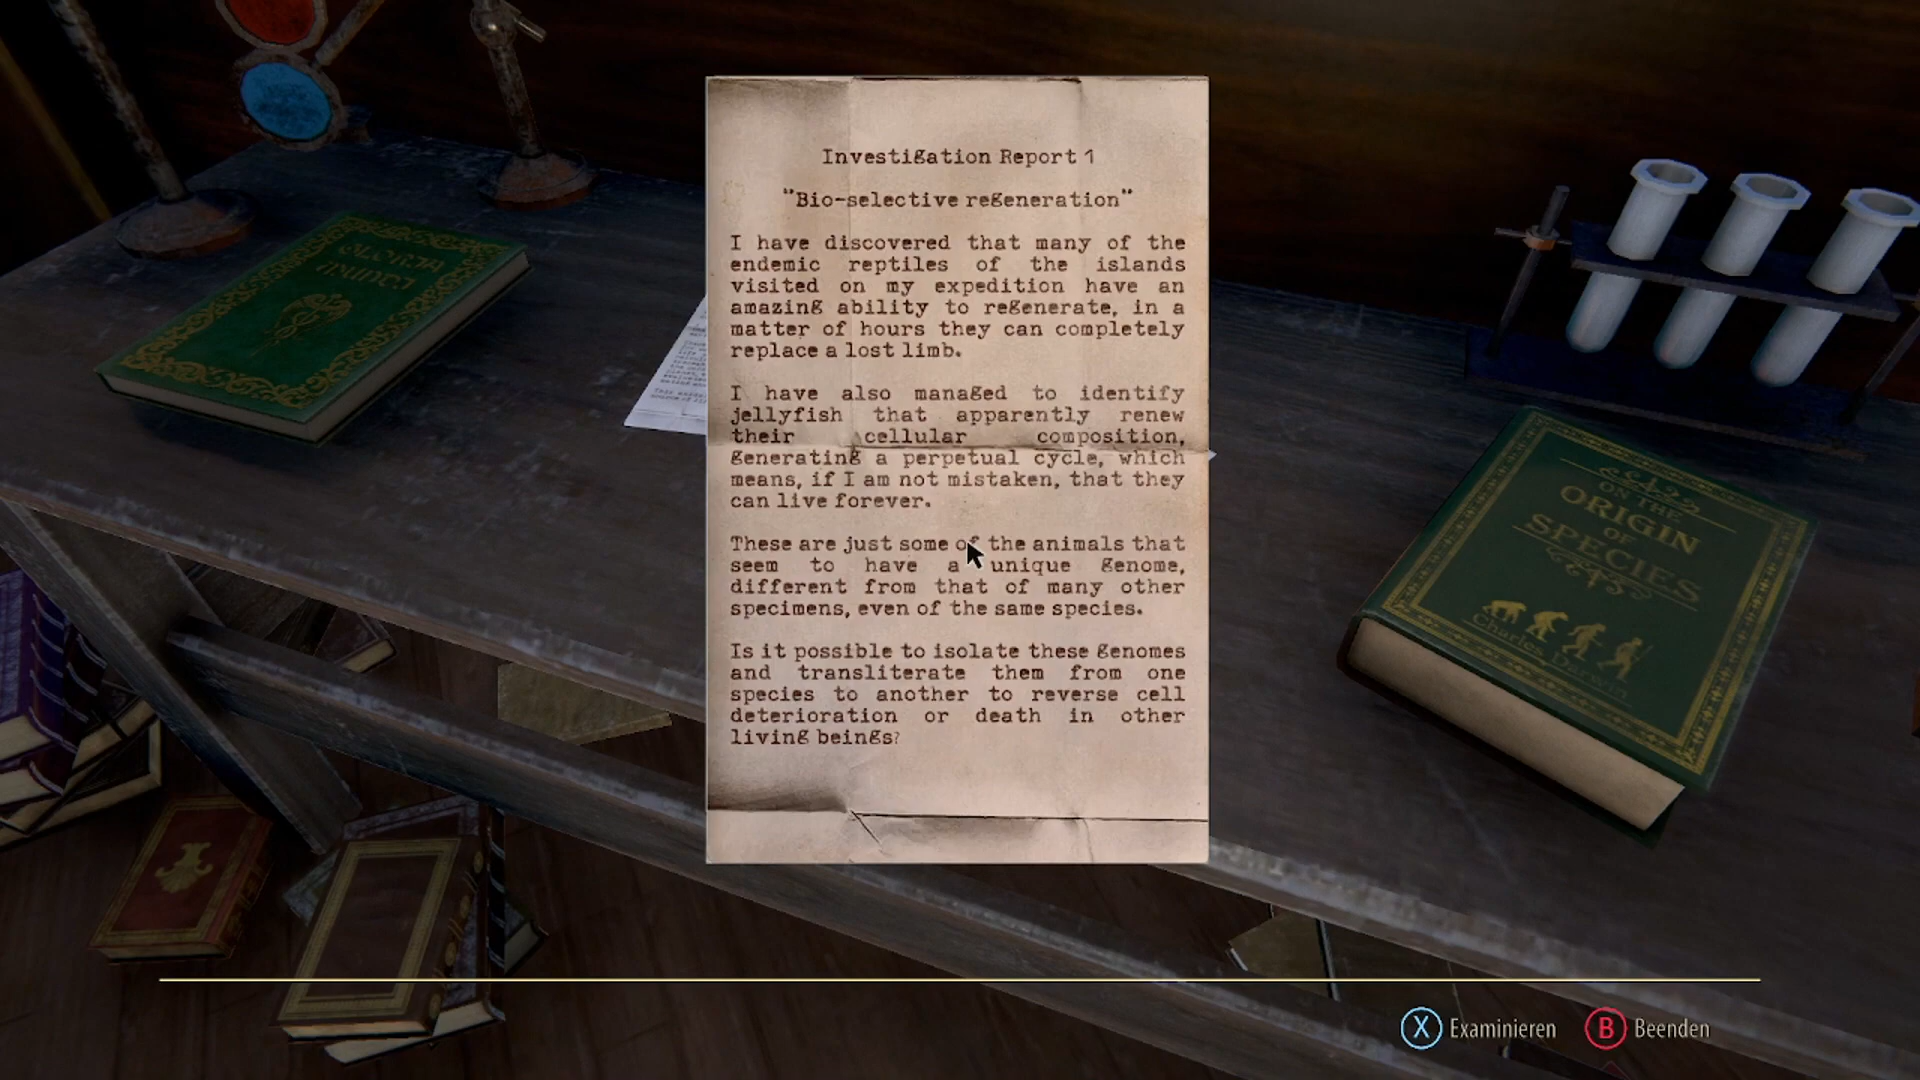 Investigation Report 1
"Bio-selective regeneration"
I have discovered that many of the
endemic reptiles of the islands
visited on my expedition have an
amazing ability to regenerate, in a
matter of hours they can completely
replace a lost limb.
I have also managed to identify
jellyfish that apparently renew
their cellular composition,
generating a perpetual cycle, which
means, if I am not mistaken, that they
can live forever.
These are just some of the animals that
seem to have a unique genome,
different from that of many other
specimens, even of the same species.
Is it possible to isolate these genomes
and transliterate them from one
species to another to reverse cell
deterioration or death in other
living beings?
ON THE
ORIGIN
OF
SPECIES
Charles Darwin
X Examinieren B Beenden